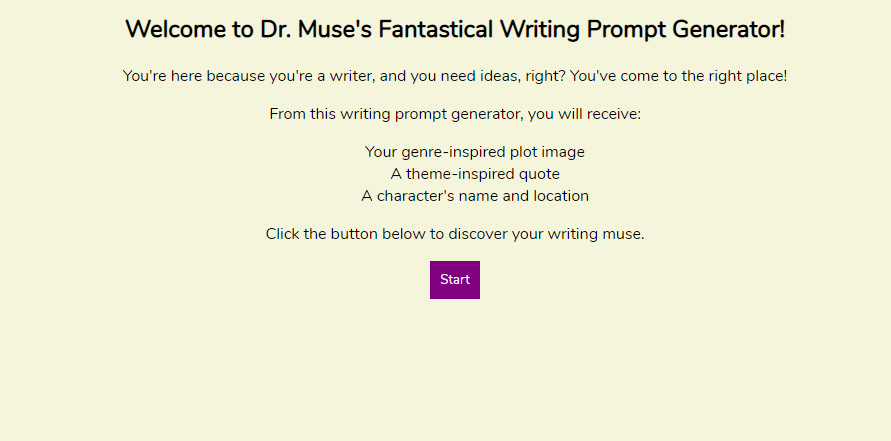 Welcome to Dr. Muse's Fantastical Writing Prompt Generator!
You're here because you're a writer, and you need ideas, right? You've come to the right place!
From this writing prompt generator, you will receive:
Your genre-inspired plot image
A theme-inspired quote
A character's name and location
Click the button below to discover your writing muse.
Start